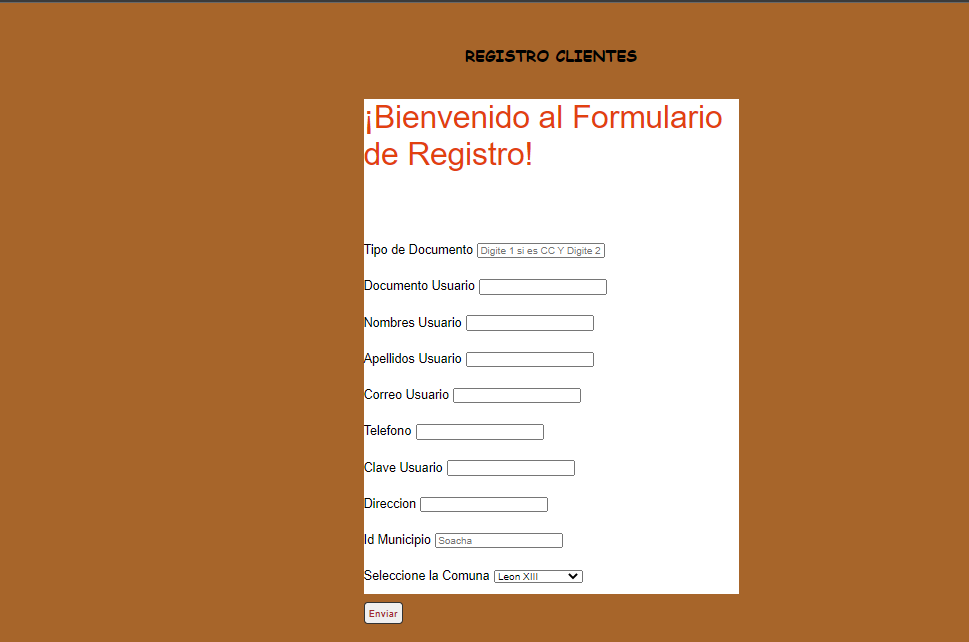 REGISTRO CLIENTES
¡Bienvenido al Formulario
de Registro!
Tipo de Documento Digite 1 si es CC Y Digite 2
Documento Usuario
Nombres Usuario
Apellidos Usuario
Correo Usuario
Telefono
Clave Usuario
Direccion
Id Municipio Soacha
Seleccione la Comuna Leon XIII
Enviar